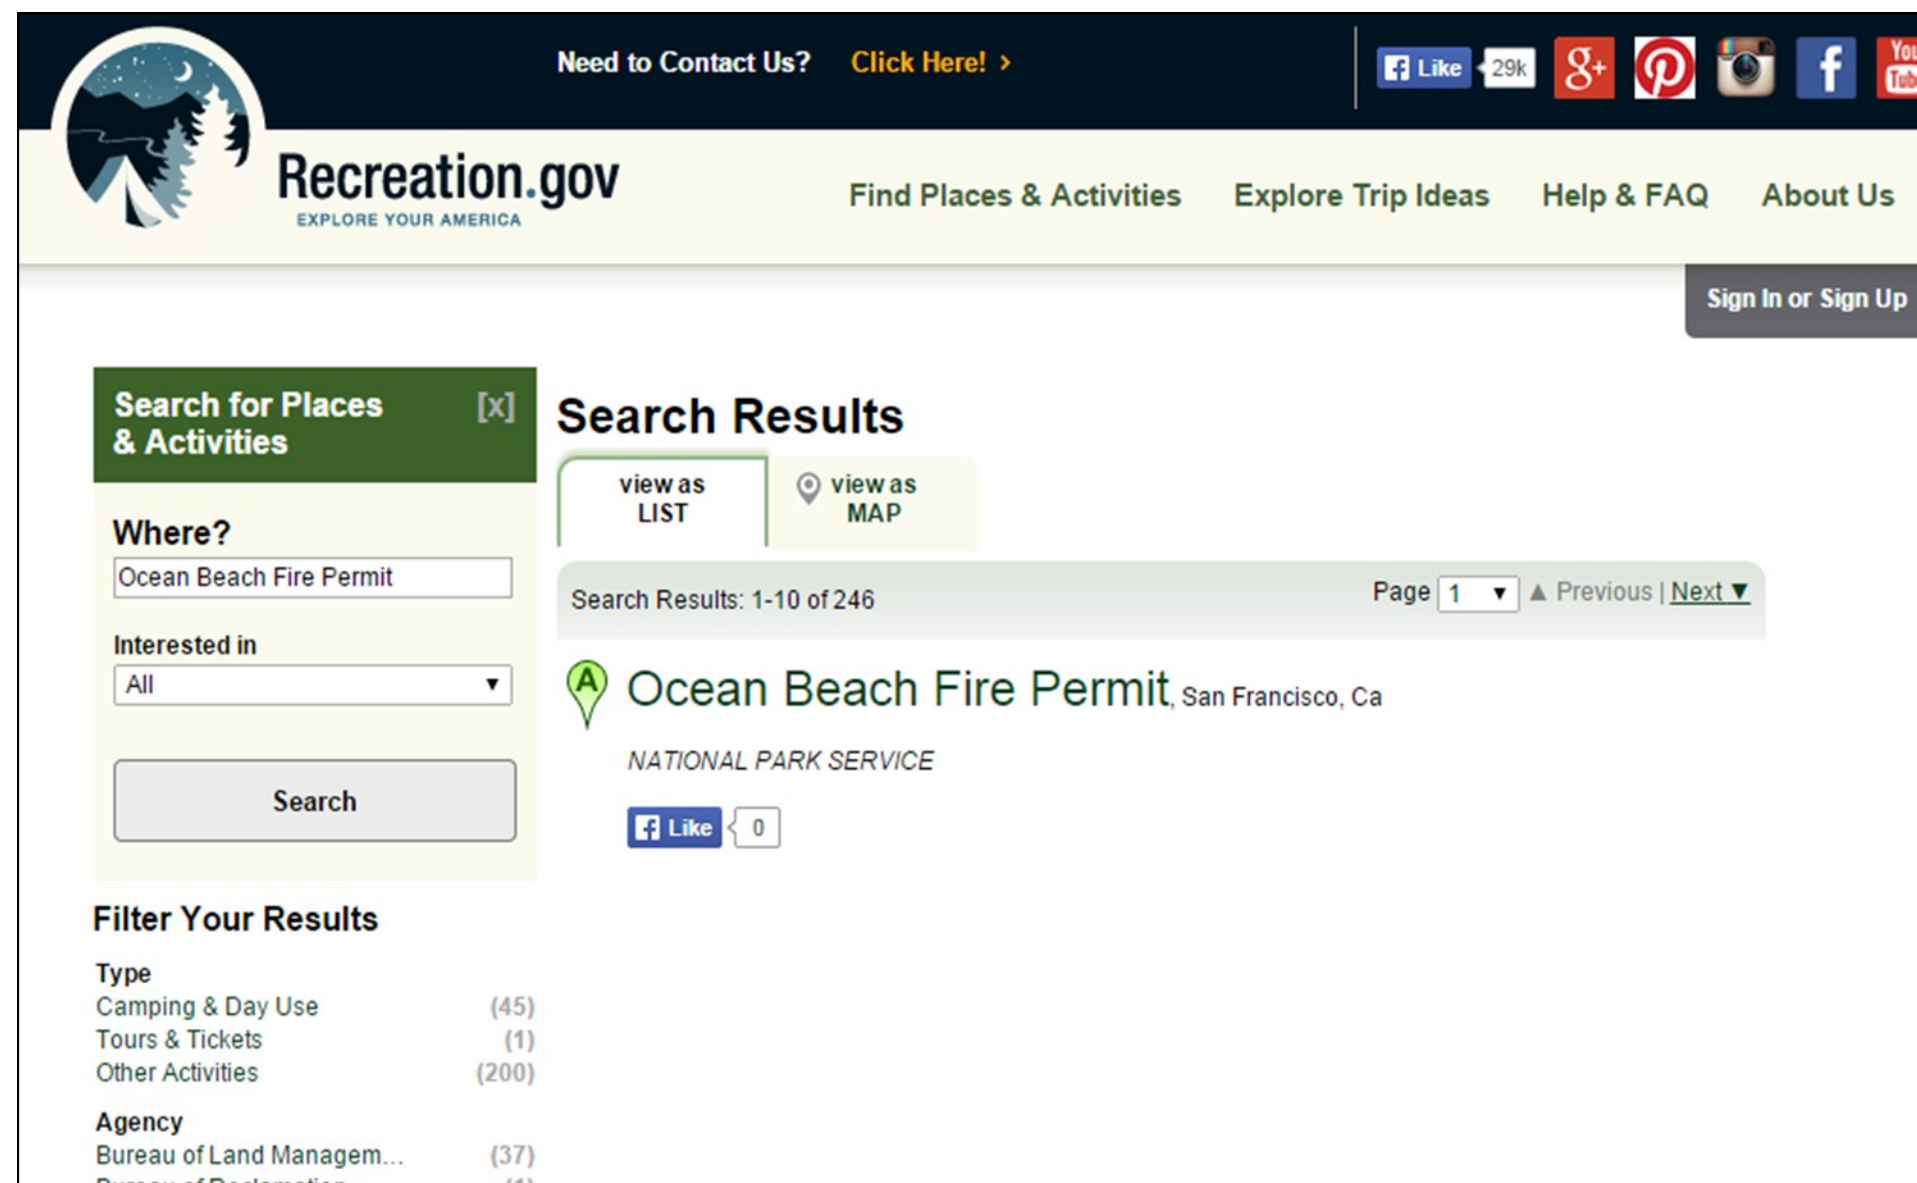 Need to Contact Us? Click Here! >
Like 29k
Recreation.gov
EXPLORE YOUR AMERICA
Find Places & Activities Explore Trip Ideas Help & FAQ About Us
Sign In or Sign Up
Search for Places [x]
& Activities
Where?
Ocean Beach Fire Permit
Interested in
All
Search
Filter Your Results
Type
Camping & Day Use (45)
Tours & Tickets (1)
Other Activities (200)
Agency
Bureau of Land Managem... (37)
Search Results
view as
LIST
view as
MAP
Search Results: 1-10 of 246
Page 1 ▼ ▲ Previous | Next ▼
A Ocean Beach Fire Permit, San Francisco, Ca
NATIONAL PARK SERVICE
Like 0